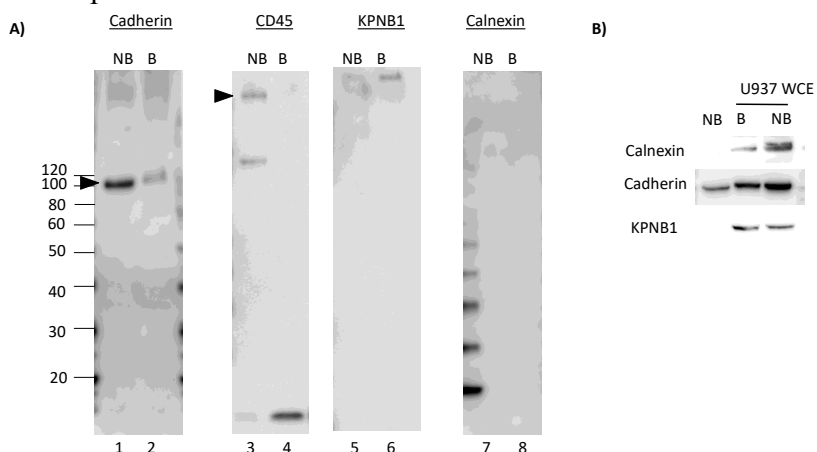 A)
Cadherin CD45 KPNB1 Calnexin
NB B NB B NB B NB B
120
100
80
60
50
40
30
20
1 2 3 4 5 6 7 8
B)
U937 WCE
NB B NB
Calnexin
Cadherin
KPNB1